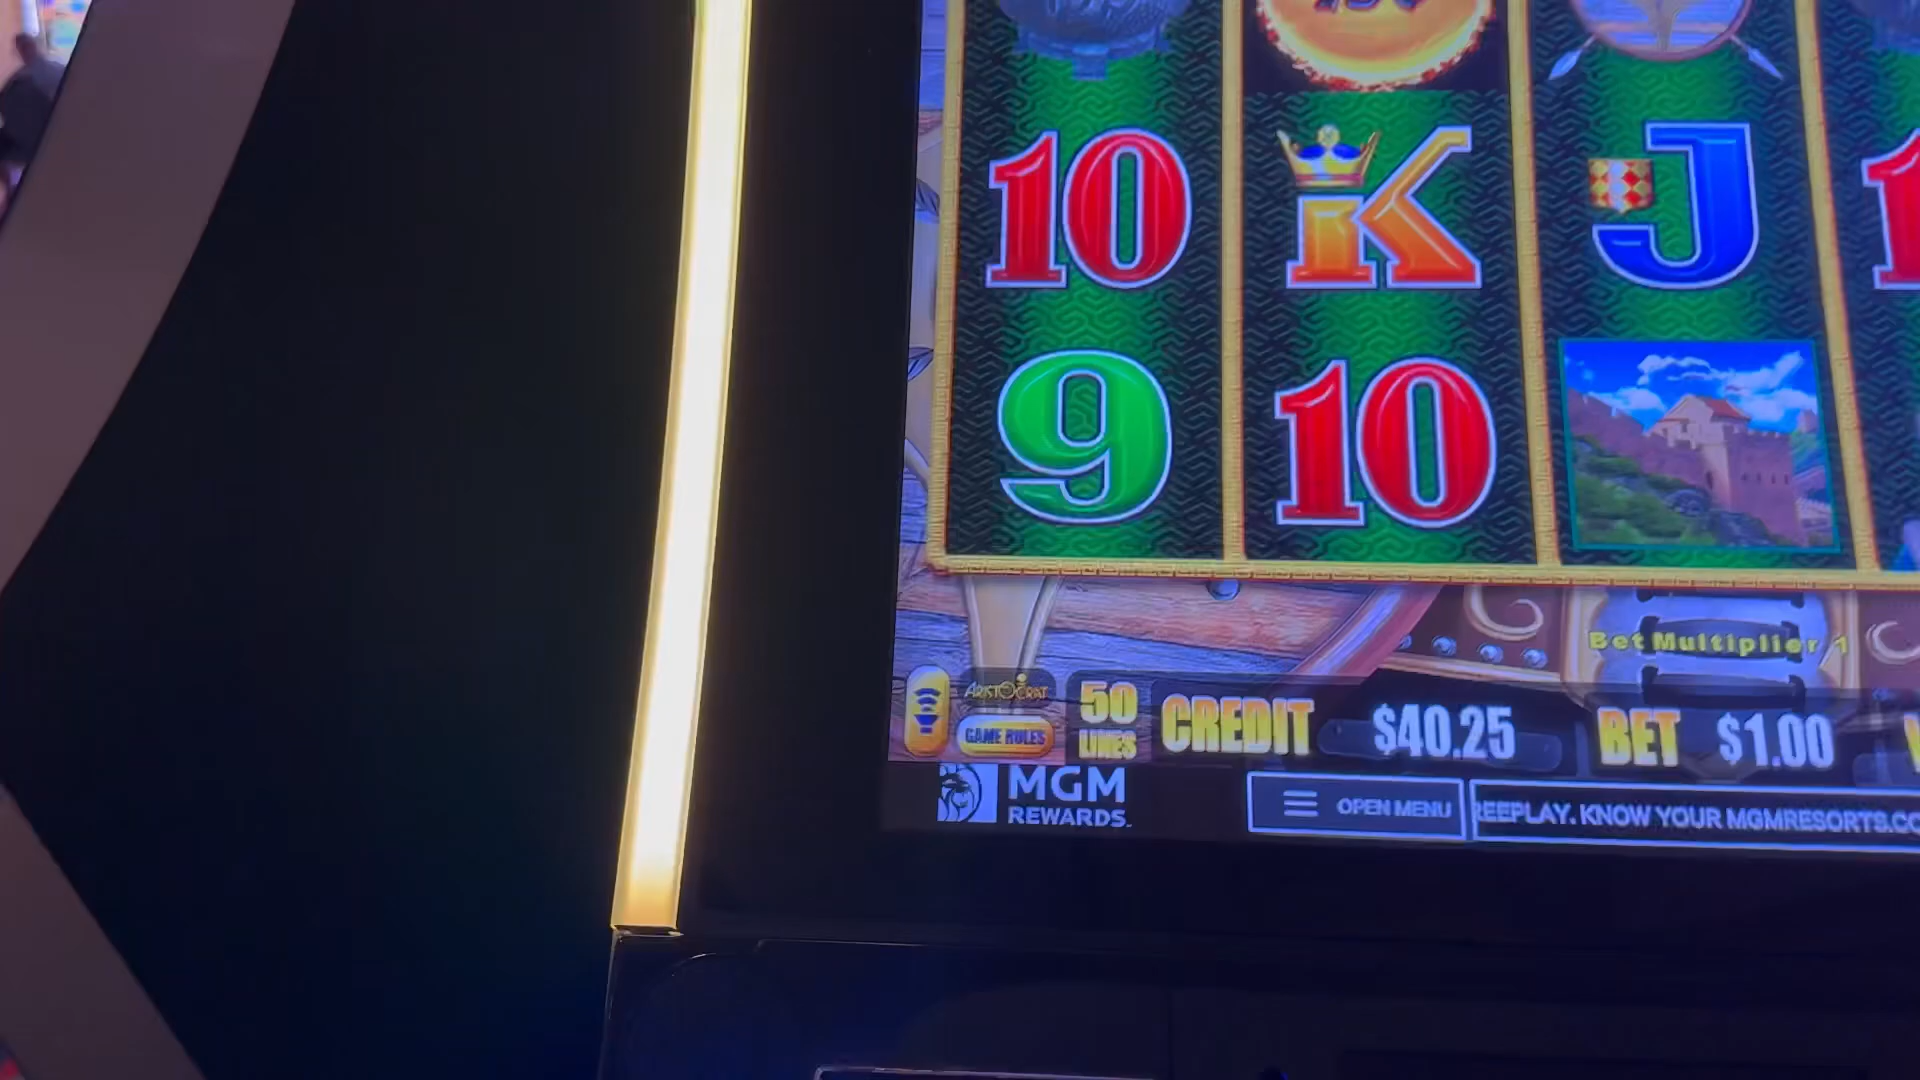 10 K J
9 10
Bet Multiplier 1
ARISTOCRAT
GAME RULES
50
LINES
CREDIT $40.25 BET $1.00
MGM
REWARDS
OPEN MENU
REEPLAY. KNOW YOUR MGMRESORTS.CO